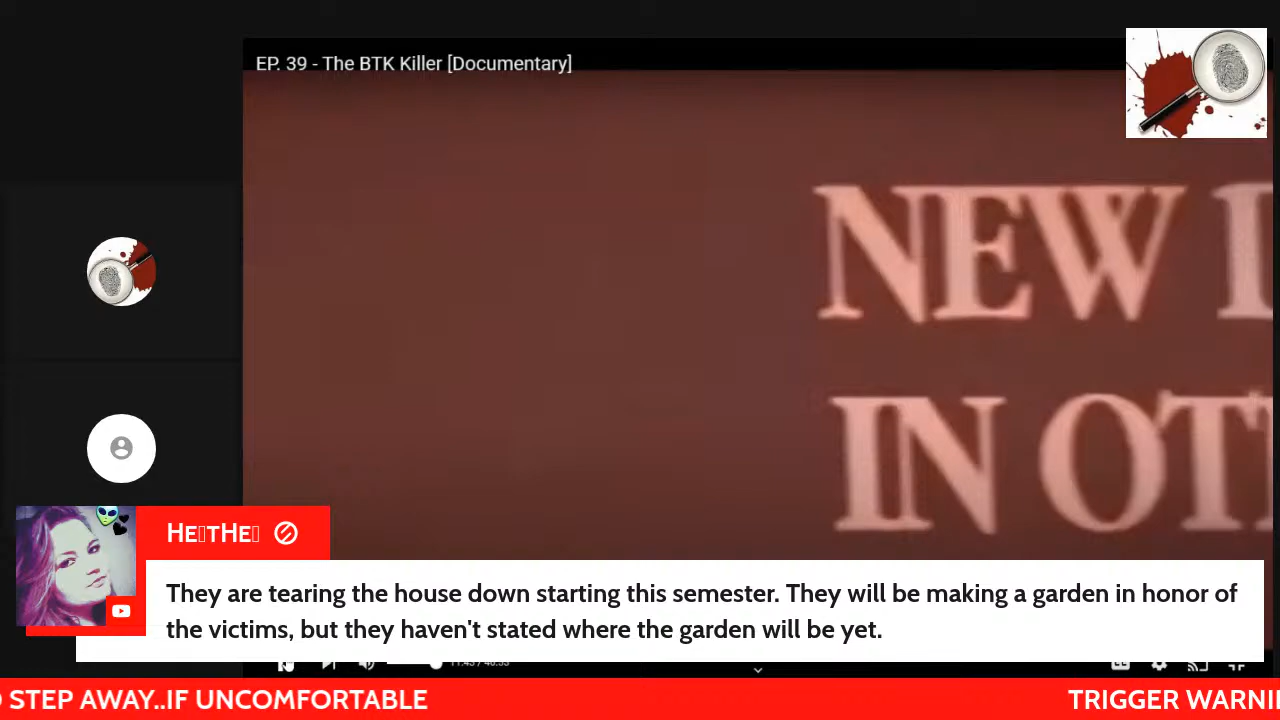 EP. 39 - The BTK Killer [Documentary]
NEW
IN
HE▯THE▯
They are tearing the house down starting this semester. They will be making a garden in honor of
the victims, but they haven't stated where the garden will be yet.
STEP AWAY..IF UNCOMFORTABLE
TRIGGER